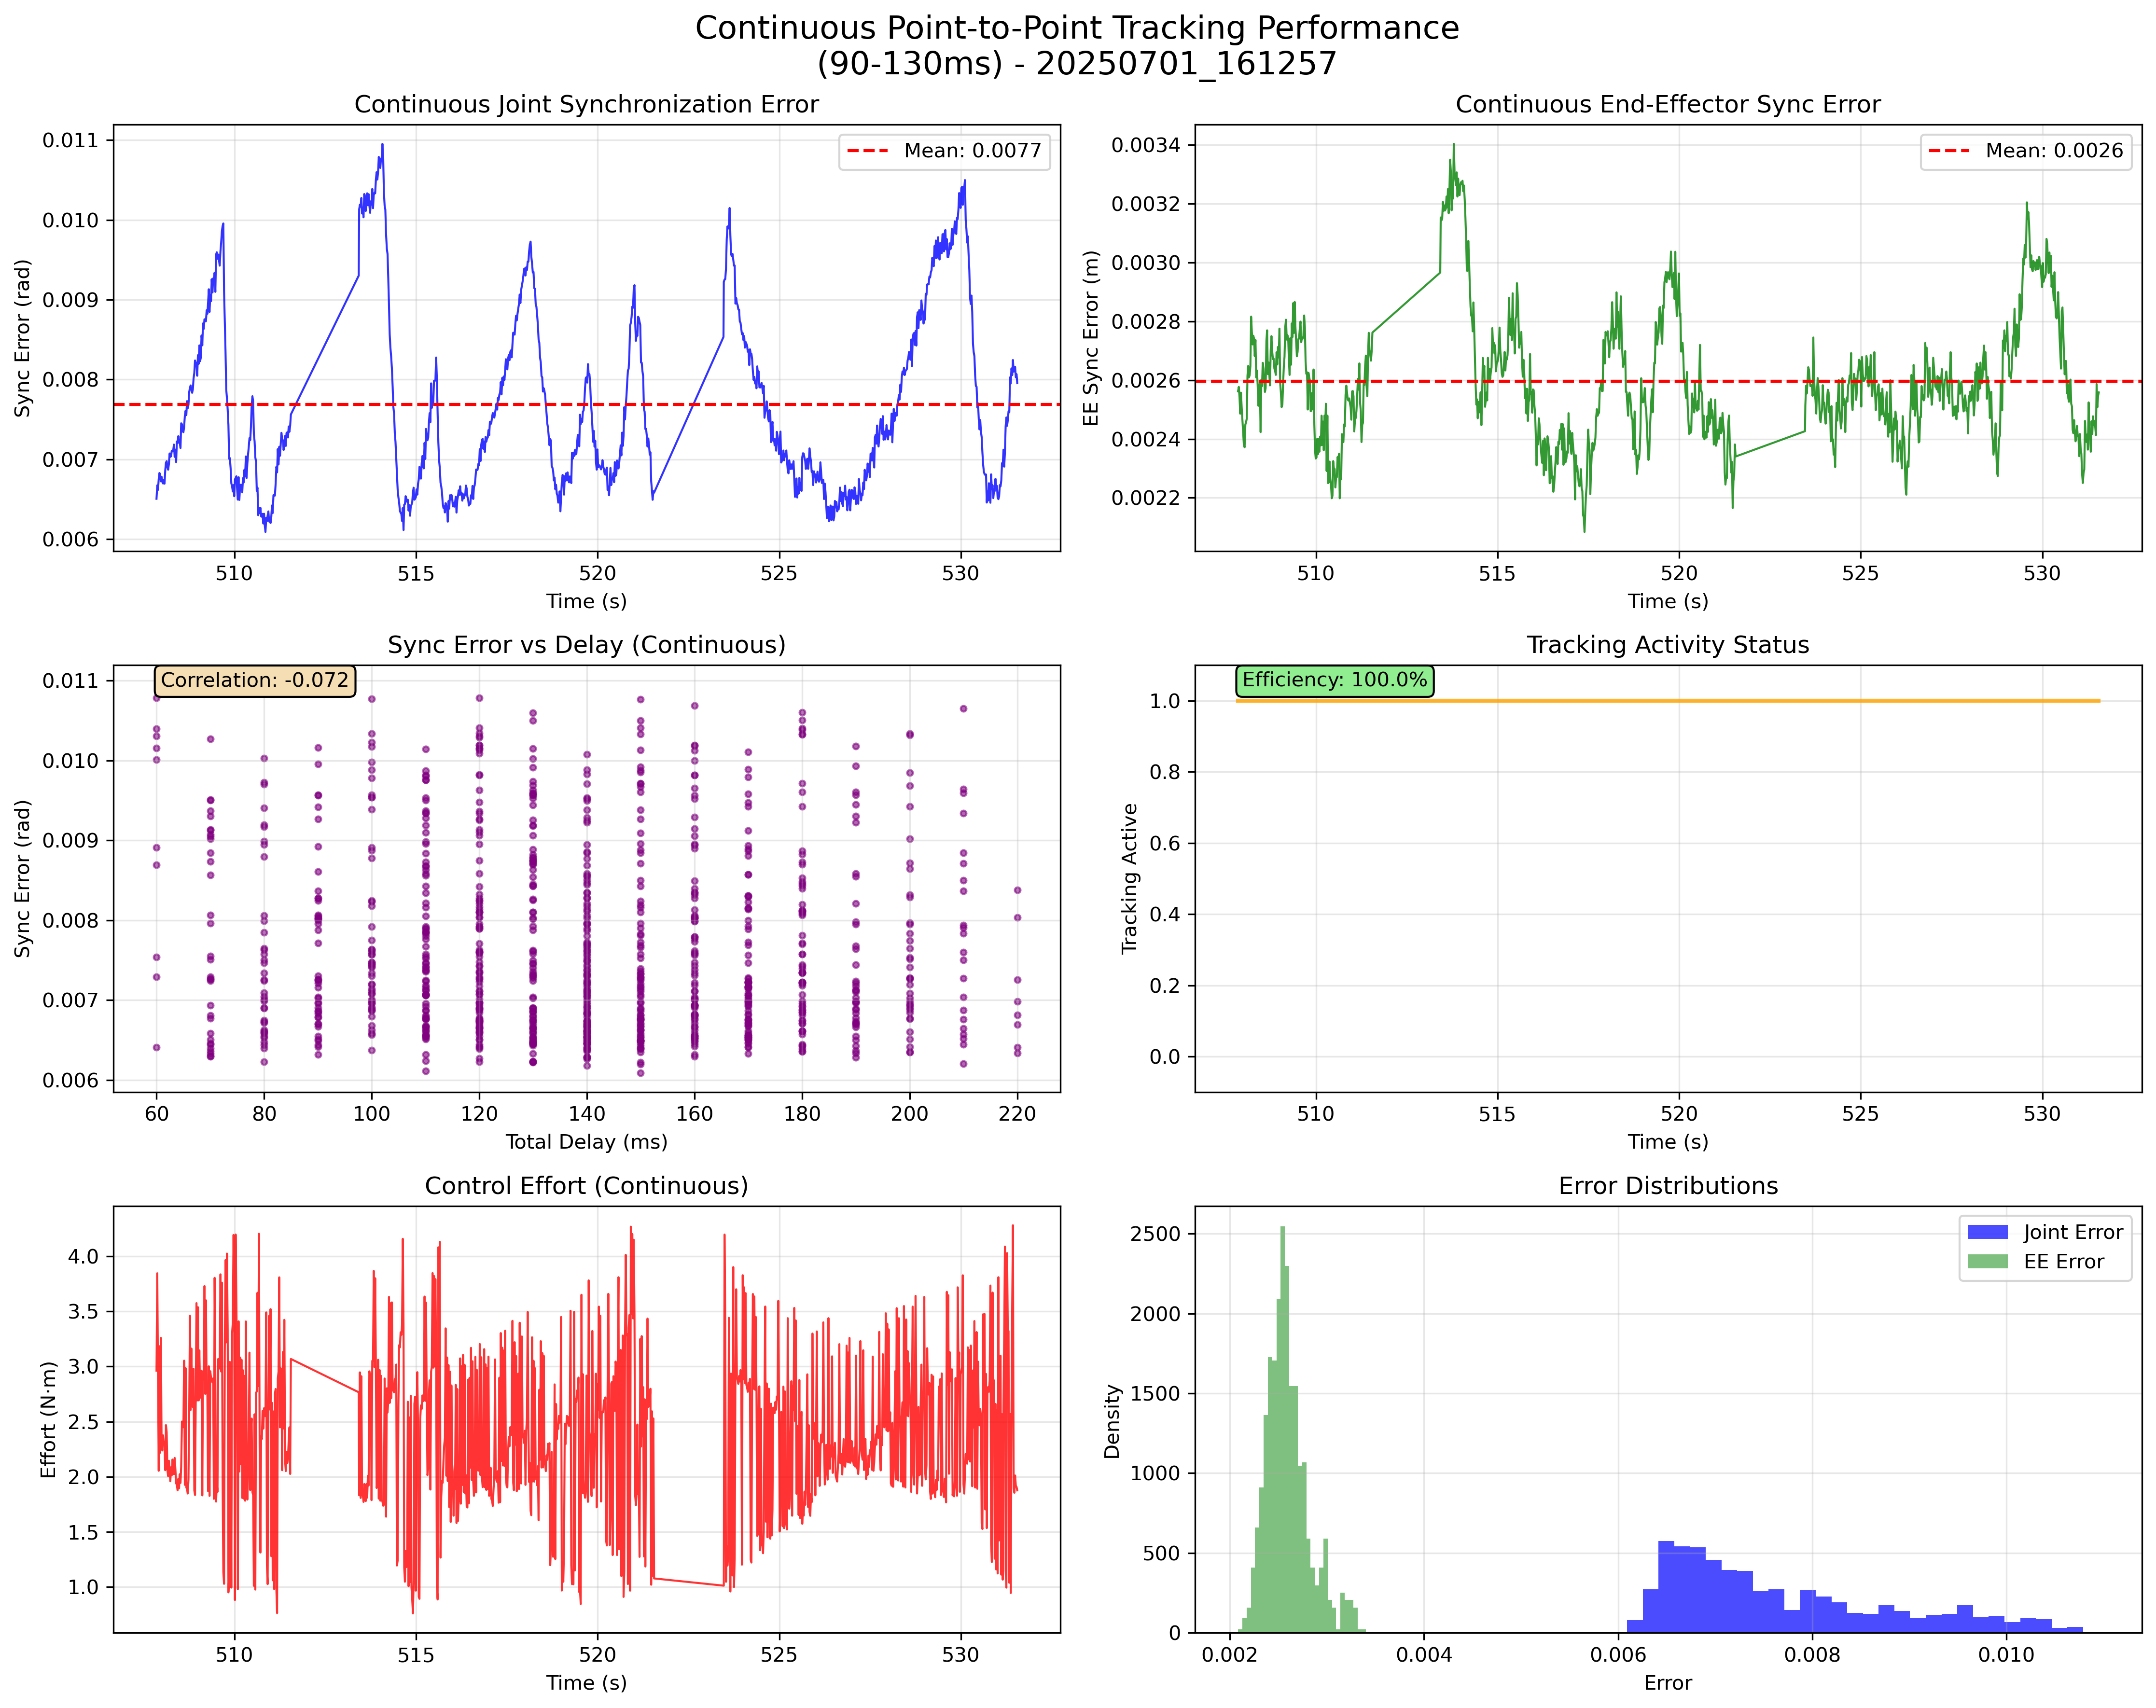 Continuous Point-to-Point Tracking Performance
(90-130ms) - 20250701_161257
Continuous Joint Synchronization Error
Sync Error (rad)
0.011
0.010
0.009
0.008
0.007
0.006
Mean: 0.0077
510 515 520 525 530
Time (s)
Continuous End-Effector Sync Error
EE Sync Error (m)
0.0034
0.0032
0.0030
0.0028
0.0026
0.0024
0.0022
Mean: 0.0026
510 515 520 525 530
Time (s)
Sync Error vs Delay (Continuous)
Sync Error (rad)
0.011
0.010
0.009
0.008
0.007
0.006
Correlation: -0.072
60 80 100 120 140 160 180 200 220
Total Delay (ms)
Tracking Activity Status
Tracking Active
1.0
0.8
0.6
0.4
0.2
0.0
Efficiency: 100.0%
510 515 520 525 530
Time (s)
Control Effort (Continuous)
Effort (N·m)
4.0
3.5
3.0
2.5
2.0
1.5
1.0
510 515 520 525 530
Time (s)
Error Distributions
Density
2500
2000
1500
1000
500
0
Joint Error
EE Error
0.002 0.004 0.006 0.008 0.010
Error